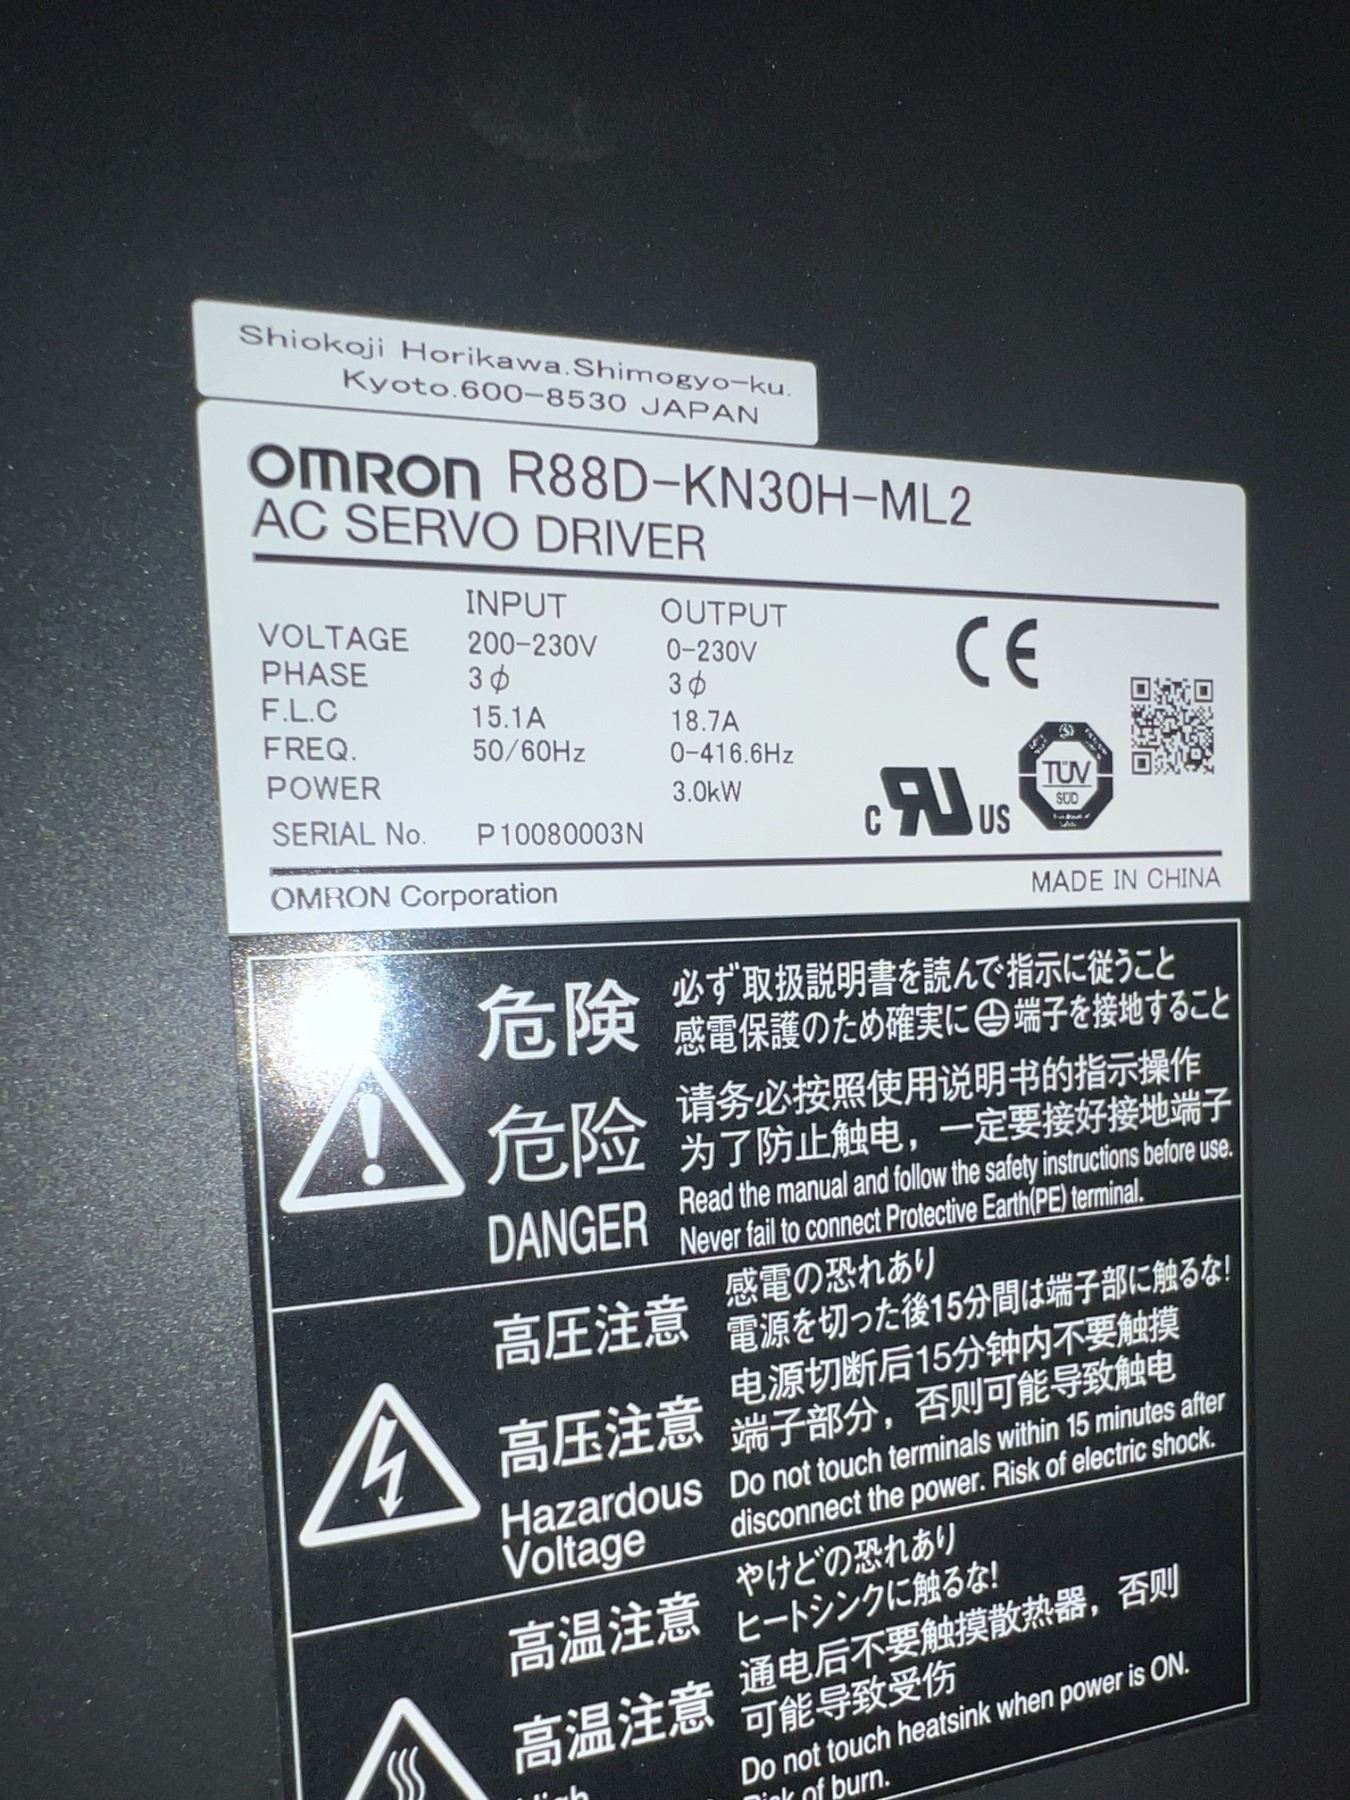 Shiokoji Horikawa.Shimogyo-ku.
Kyoto.600-8530 JAPAN
OMRON R88D-KN30H-ML2
AC SERVO DRIVER
INPUT OUTPUT
VOLTAGE 200-230V 0-230V
PHASE 3φ 3φ
F.L.C 15.1A 18.7A
FREQ. 50/60Hz 0-416.6Hz
POWER 3.0kW
SERIAL No. P10080003N
CE
c RU US
TÜV
SÜD
OMRON Corporation MADE IN CHINA
危険
必ず取扱説明書を読んで指示に従うこと
感電保護のため確実に⏚端子を接地すること
危险
请务必按照使用说明书的指示操作
为了防止触电，一定要接好接地端子
DANGER
Read the manual and follow the safety instructions before use.
Never fail to connect Protective Earth(PE) terminal.
高圧注意
感電の恐れあり
電源を切った後15分間は端子部に触るな!
高压注意
电源切断后15分钟内不要触摸
端子部分，否则可能导致触电
Hazardous
Voltage
Do not touch terminals within 15 minutes after
disconnect the power. Risk of electric shock.
高温注意
やけどの恐れあり
ヒートシンクに触るな!
高温注意
通电后不要触摸散热器，否则
可能导致受伤
High
Do not touch heatsink when power is ON.
Risk of burn.